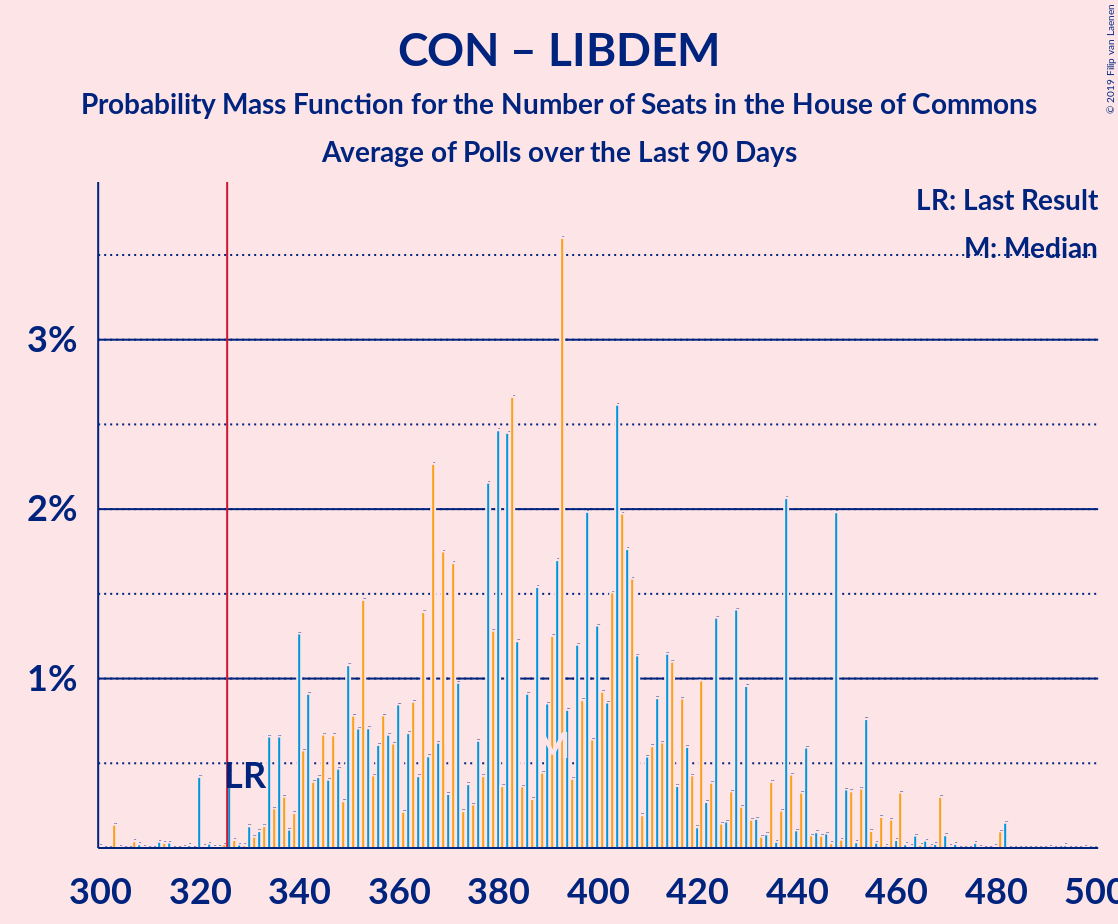 CON – LIBDEM
Probability Mass Function for the Number of Seats in the House of Commons
Average of Polls over the Last 90 Days
© 2019 Filip van Laenen
LR: Last Result
M: Median
3%
2%
1%
LR
M
300 320 340 360 380 400 420 440 460 480 500